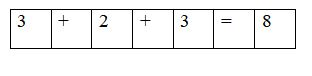 3 + 2 + 3 = 8